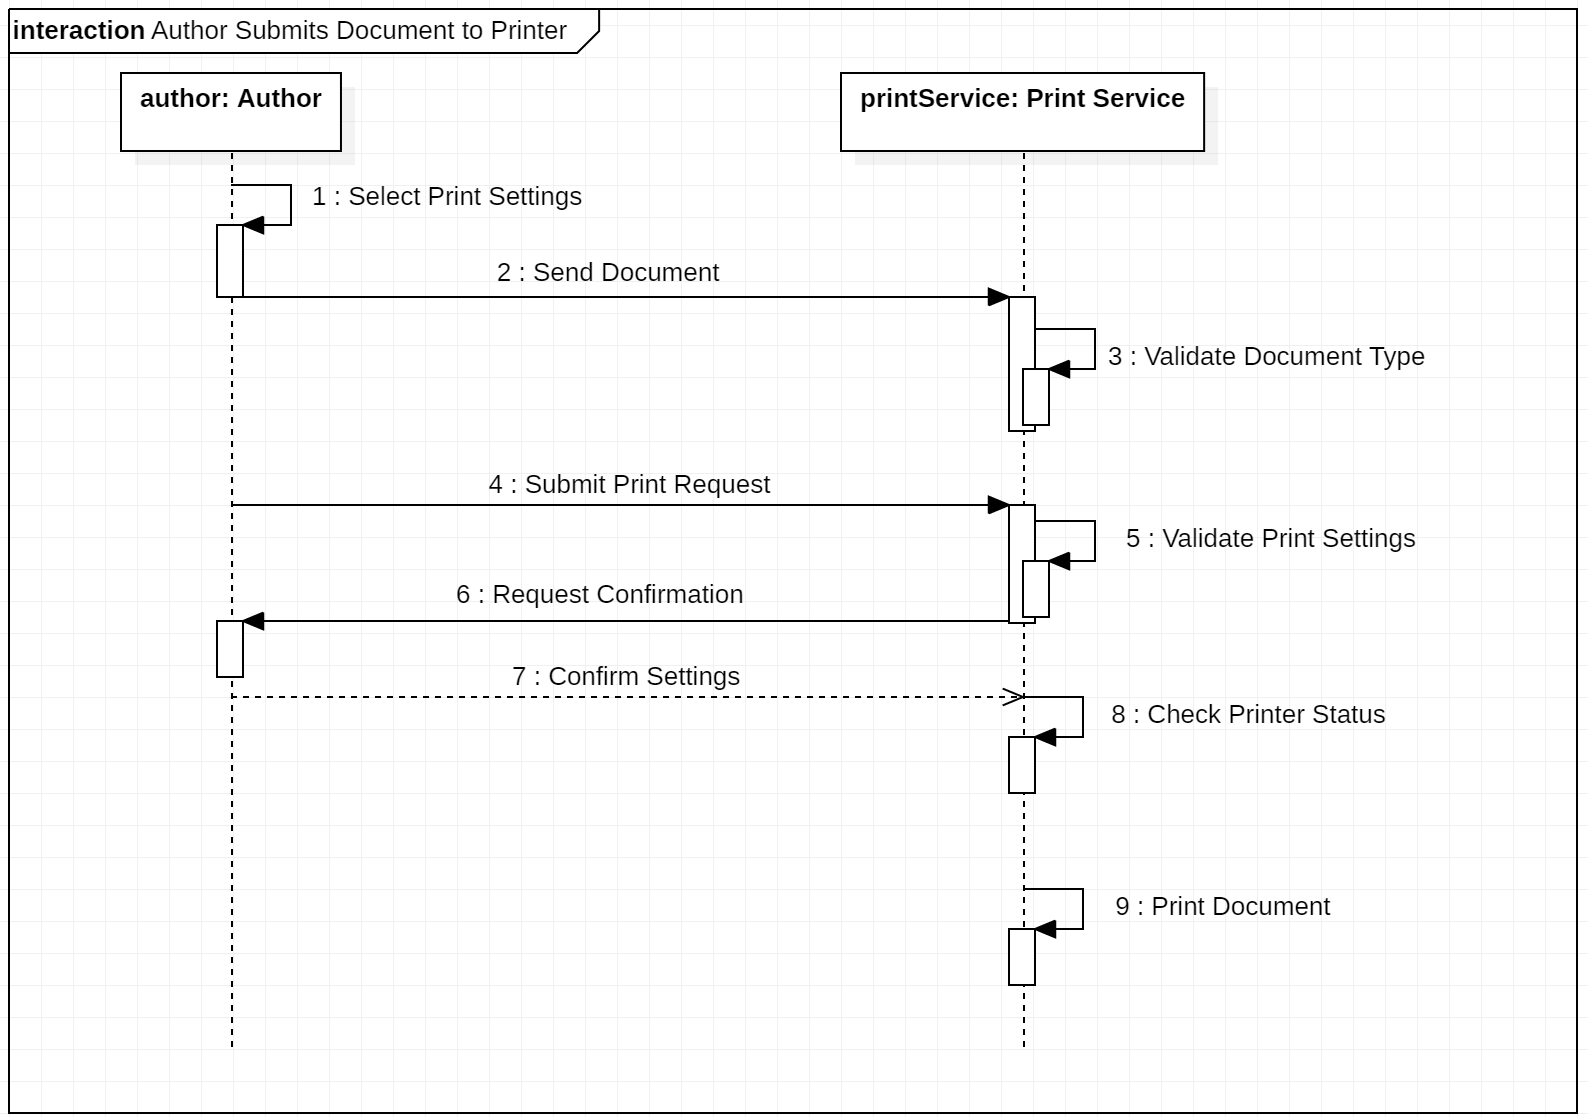 interaction Author Submits Document to Printer
author: Author
printService: Print Service
1 : Select Print Settings
2 : Send Document
3 : Validate Document Type
4 : Submit Print Request
5 : Validate Print Settings
6 : Request Confirmation
7 : Confirm Settings
8 : Check Printer Status
9 : Print Document